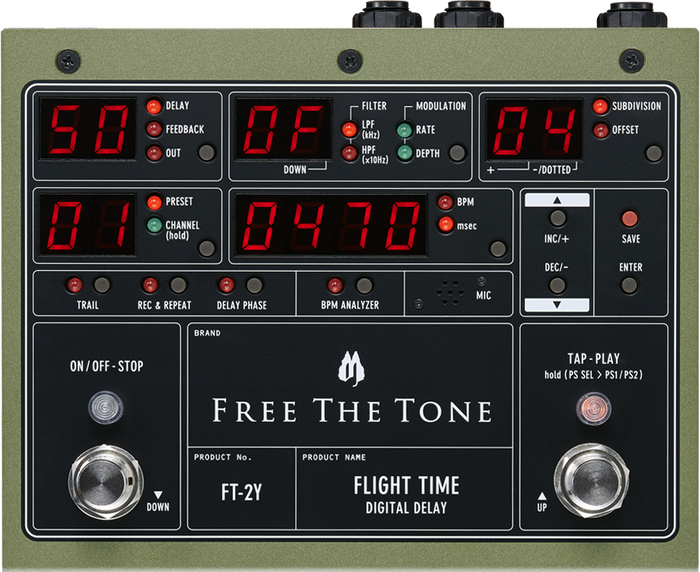 50
DELAY
FEEDBACK
OUT
0F
DOWN
FILTER
LPF
(kHz)
HPF
(x10Hz)
MODULATION
RATE
DEPTH
04
+ -/DOTTED
SUBDIVISION
OFFSET
01
PRESET
CHANNEL
(hold)
0470
BPM
msec
INC/+
DEC/-
SAVE
ENTER
TRAIL
REC & REPEAT
DELAY PHASE
BPM ANALYZER
MIC
ON/OFF-STOP
DOWN
BRAND
FREE THE TONE
PRODUCT No.
FT-2Y
PRODUCT NAME
FLIGHT TIME
DIGITAL DELAY
TAP-PLAY
hold (PS SEL > PS1/PS2)
UP